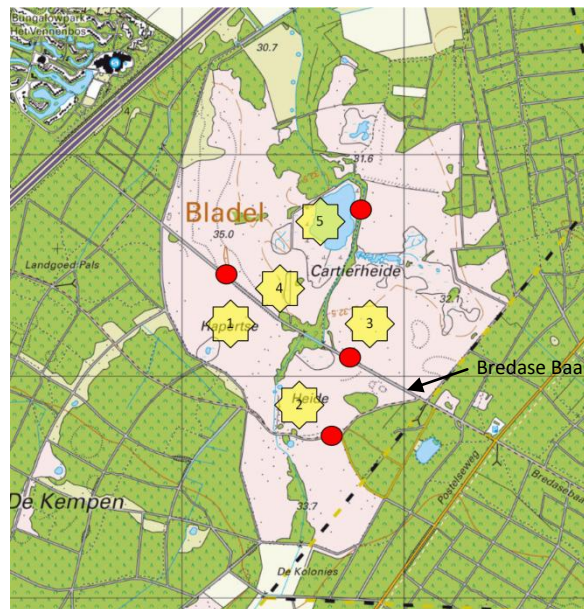 Bungalowpark
Het Vennenbos
30.7
31.6
Bladel
5
35.0
Landgoed Pals
Cartierheide
4
32.1
1
3
Kapertse
Bredase Baa
Heide
2
De Kempen
Postelseweg
33.7
De Kolonies